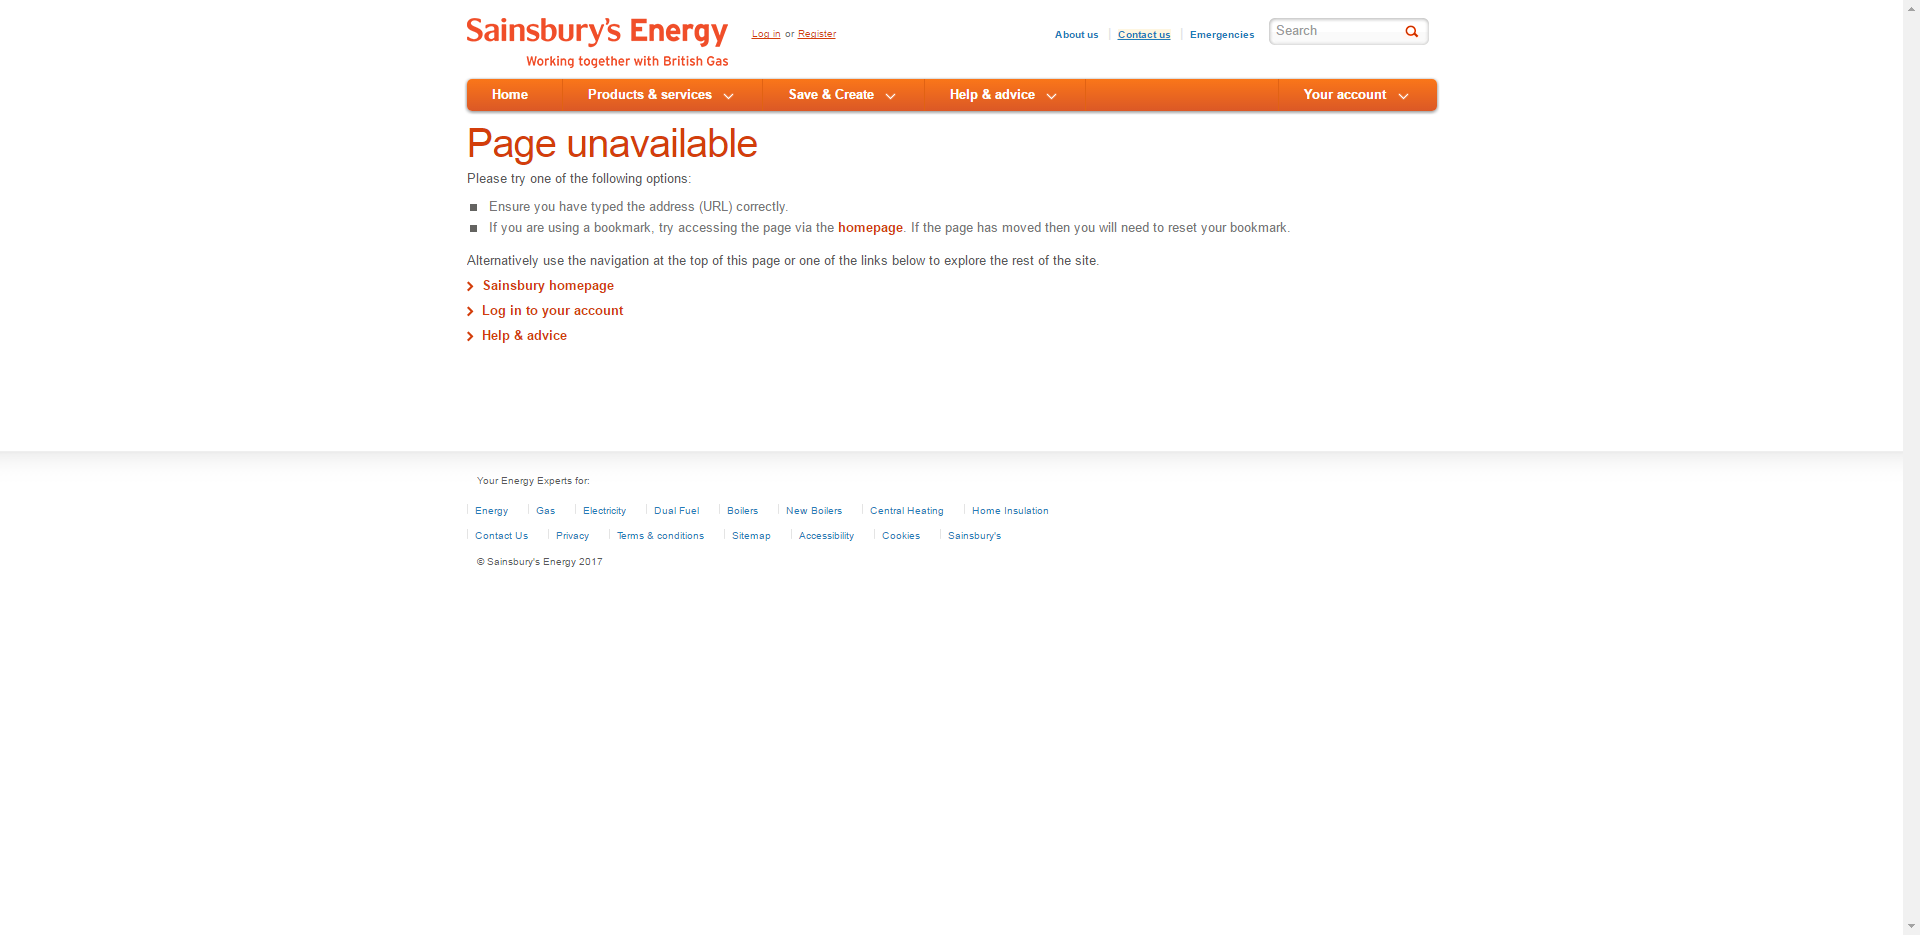 Sainsbury's Energy
Working together with British Gas
Log in or Register
About us
Contact us
Emergencies
Search
Home
Products & services
Save & Create
Help & advice
Your account
Page unavailable
Please try one of the following options:
Ensure you have typed the address (URL) correctly.
If you are using a bookmark, try accessing the page via the homepage. If the page has moved then you will need to reset your bookmark.
Alternatively use the navigation at the top of this page or one of the links below to explore the rest of the site.
Sainsbury homepage
Log in to your account
Help & advice
Your Energy Experts for:
Energy Gas Electricity Dual Fuel Boilers New Boilers Central Heating Home Insulation
Contact Us Privacy Terms & conditions Sitemap Accessibility Cookies Sainsbury's
© Sainsbury's Energy 2017